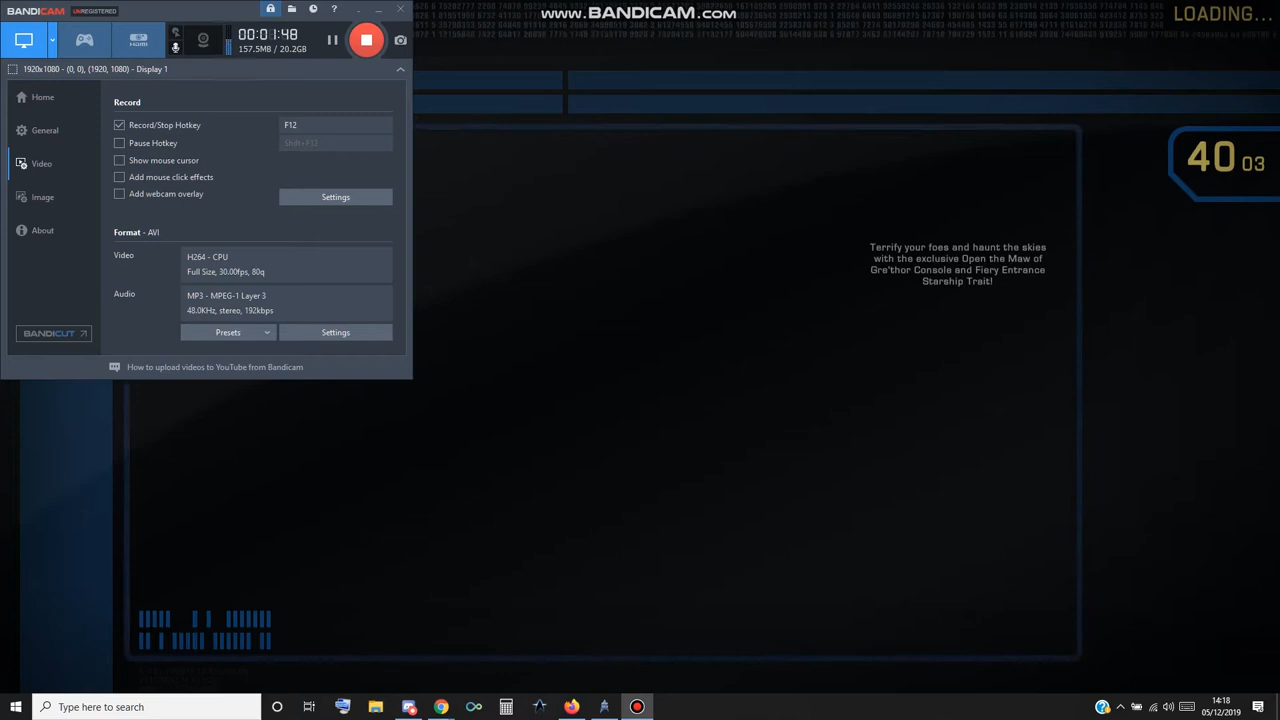 BANDICAM UNREGISTERED
www.BANDICAM.com
LOADING...
HDMI
00:01:48
157.5MB / 20.2GB
1920x1080 - (0, 0), (1920, 1080) - Display 1
Home
General
Video
Image
About
BANDICUT
Record
Record/Stop Hotkey
F12
Pause Hotkey
Shift+F12
Show mouse cursor
Add mouse click effects
Add webcam overlay
Settings
Format - AVI
Video
H264 - CPU
Full Size, 30.00fps, 80q
Audio
MP3 - MPEG-1 Layer 3
48.0KHz, stereo, 192kbps
Presets
Settings
How to upload videos to YouTube from Bandicam
40 03
Terrify your foes and haunt the skies
with the exclusive Open the Maw of
Gre'thor Console and Fiery Entrance
Starship Trait!
Type here to search
14:18
05/12/2019